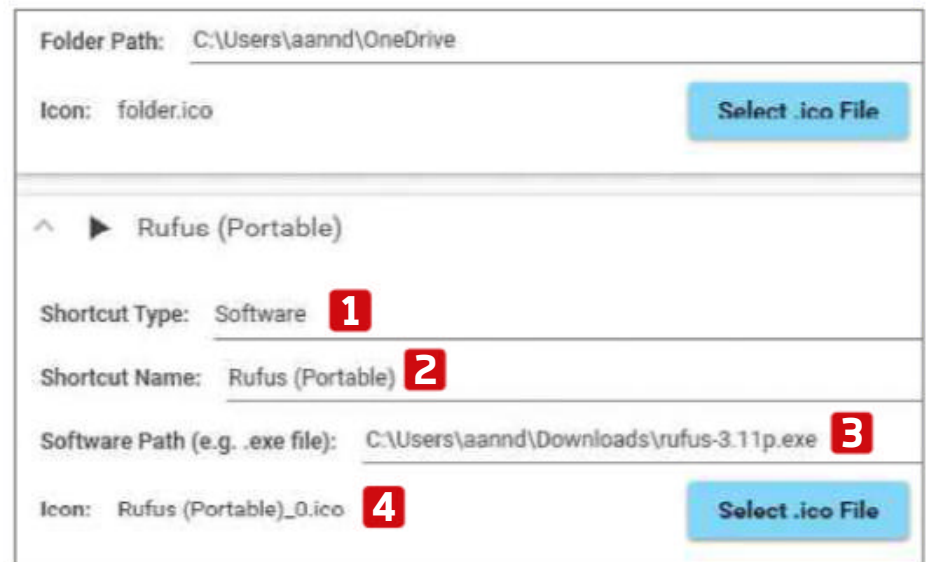 Folder Path: C:\Users\aannd\OneDrive
Icon: folder.ico Select .ico File
Rufus (Portable)
Shortcut Type: Software 1
Shortcut Name: Rufus (Portable) 2
Software Path (e.g. .exe file): C:\Users\aannd\Downloads\rufus-3.11p.exe 3
Icon: Rufus (Portable)_0.ico 4 Select .ico File